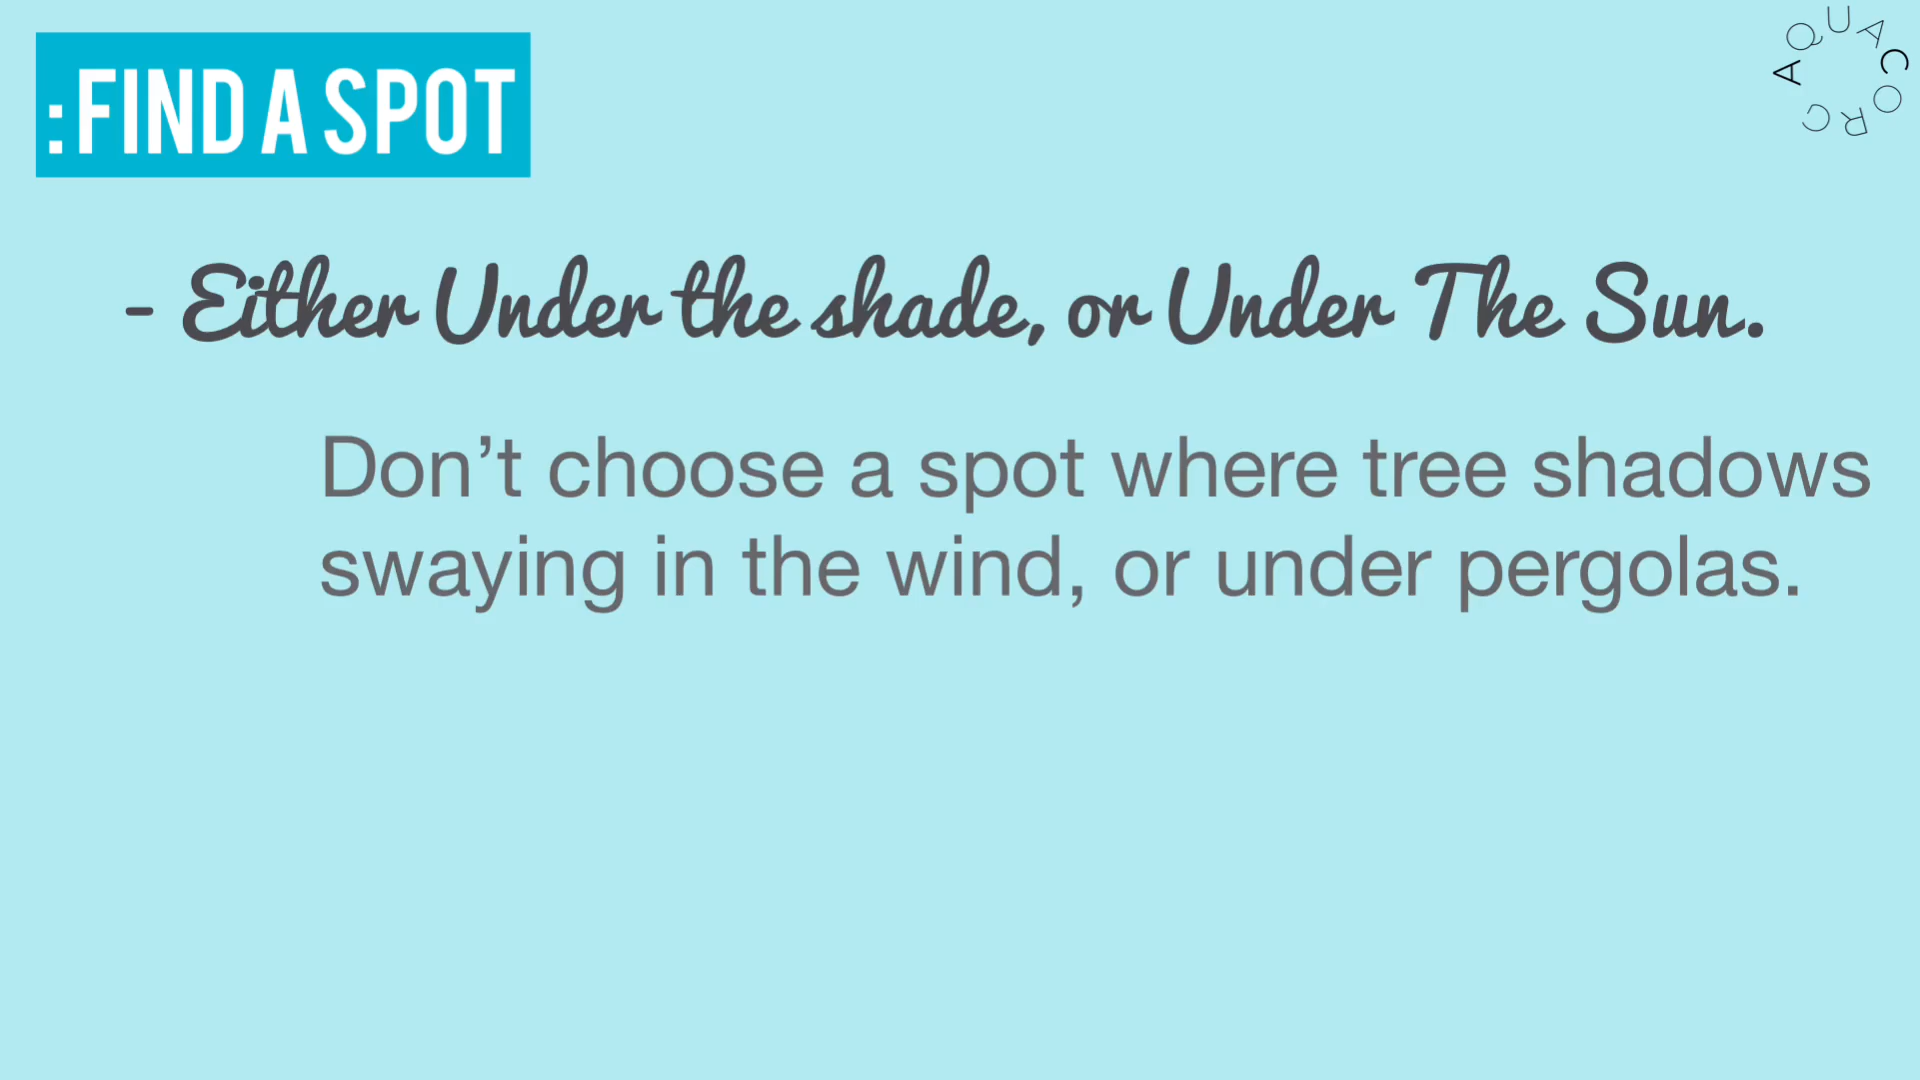 :FIND A SPOT
AQUACORCA
- Either Under the shade, or Under The Sun.
Don’t choose a spot where tree shadows
swaying in the wind, or under pergolas.